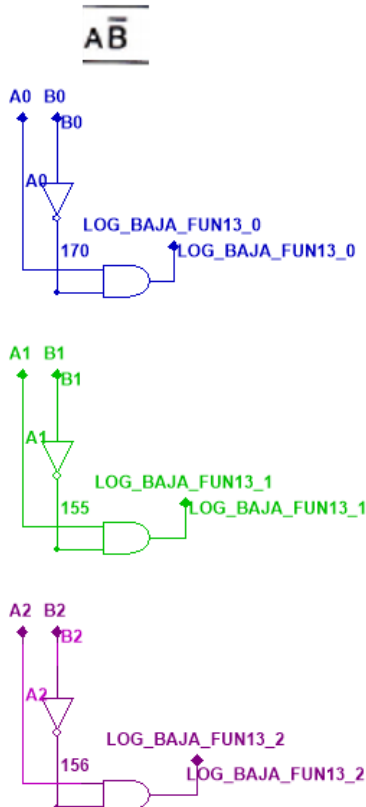 AB̅
A0 B0
B0
A0
LOG_BAJA_FUN13_0
170
LOG_BAJA_FUN13_0
A1 B1
B1
A1
LOG_BAJA_FUN13_1
155
LOG_BAJA_FUN13_1
A2 B2
B2
A2
LOG_BAJA_FUN13_2
156
LOG_BAJA_FUN13_2